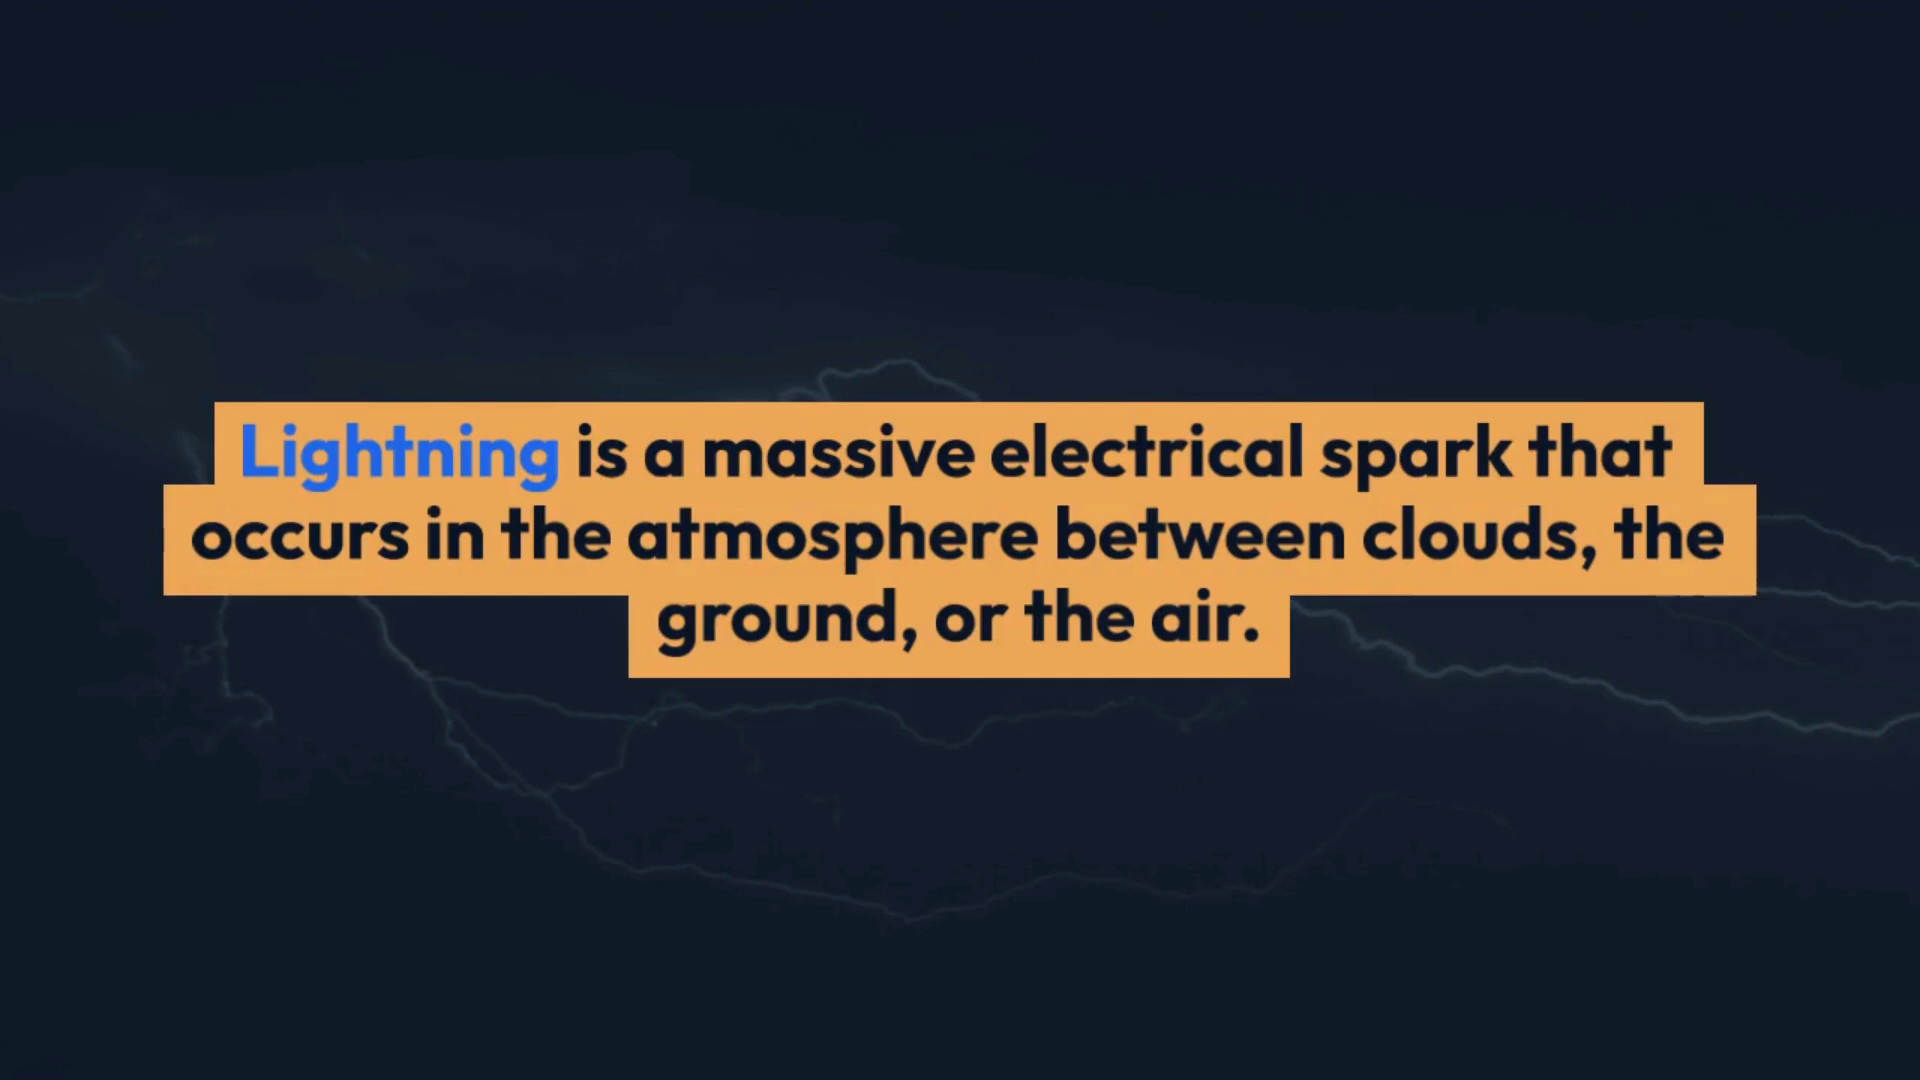 Lightning is a massive electrical spark that
occurs in the atmosphere between clouds, the
ground, or the air.